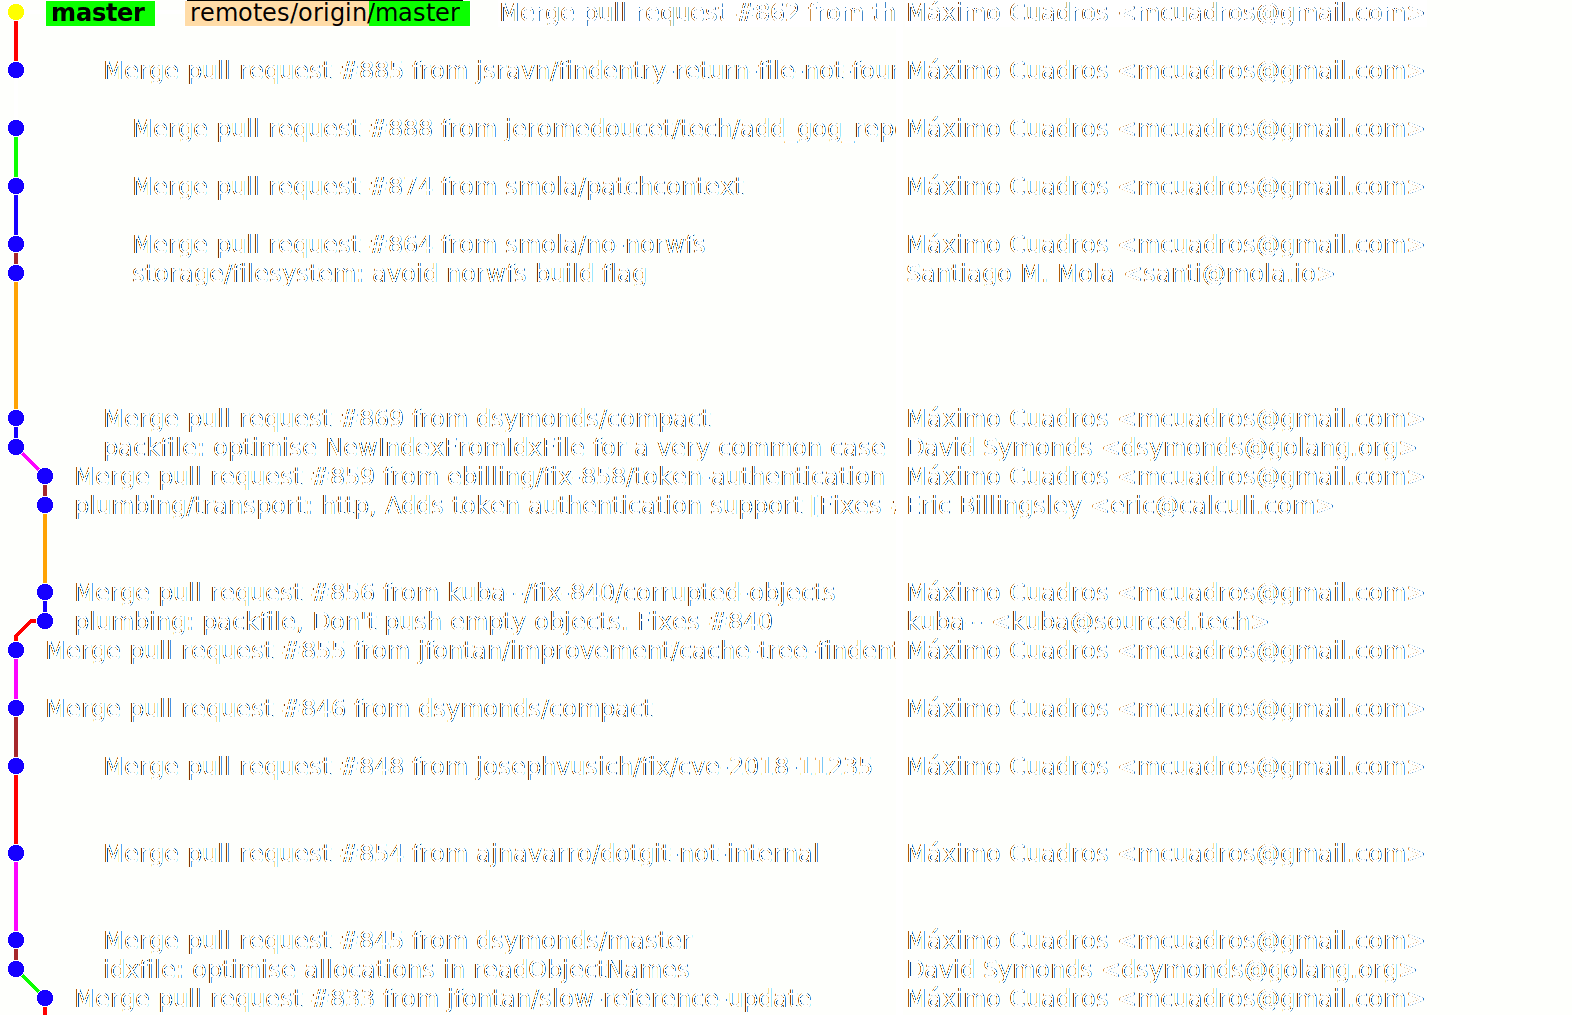 master remotes/origin/master Merge pull request #862 from th Máximo Cuadros <mcuadros@gmail.com>
Merge pull request #885 from jsravn/findentry-return-file-not-four Máximo Cuadros <mcuadros@gmail.com>
Merge pull request #888 from jeromedoucet/tech/add_gog_rep Máximo Cuadros <mcuadros@gmail.com>
Merge pull request #874 from smola/patchcontext Máximo Cuadros <mcuadros@gmail.com>
Merge pull request #864 from smola/no-norwfs Máximo Cuadros <mcuadros@gmail.com>
storage/filesystem: avoid norwfs build flag Santiago M. Mola <santi@mola.io>
Merge pull request #869 from dsymonds/compact Máximo Cuadros <mcuadros@gmail.com>
packfile: optimise NewIndexFromIdxFile for a very common case David Symonds <dsymonds@golang.org>
Merge pull request #859 from ebilling/fix-858/token-authentication Máximo Cuadros <mcuadros@gmail.com>
plumbing/transport: http, Adds token authentication support [Fixes Eric Billingsley <eric@calculi.com>
Merge pull request #856 from kuba--/fix-840/corrupted-objects Máximo Cuadros <mcuadros@gmail.com>
plumbing: packfile, Don't push empty objects. Fixes #840 kuba-- <kuba@sourced.tech>
Merge pull request #855 from jfontan/improvement/cache-tree-findent Máximo Cuadros <mcuadros@gmail.com>
Merge pull request #846 from dsymonds/compact Máximo Cuadros <mcuadros@gmail.com>
Merge pull request #848 from josephvusich/fix/cve-2018-11235 Máximo Cuadros <mcuadros@gmail.com>
Merge pull request #854 from ajnavarro/dotgit-not-internal Máximo Cuadros <mcuadros@gmail.com>
Merge pull request #845 from dsymonds/master Máximo Cuadros <mcuadros@gmail.com>
idxfile: optimise allocations in readObjectNames David Symonds <dsymonds@golang.org>
Merge pull request #833 from jfontan/slow-reference-update Máximo Cuadros <mcuadros@gmail.com>